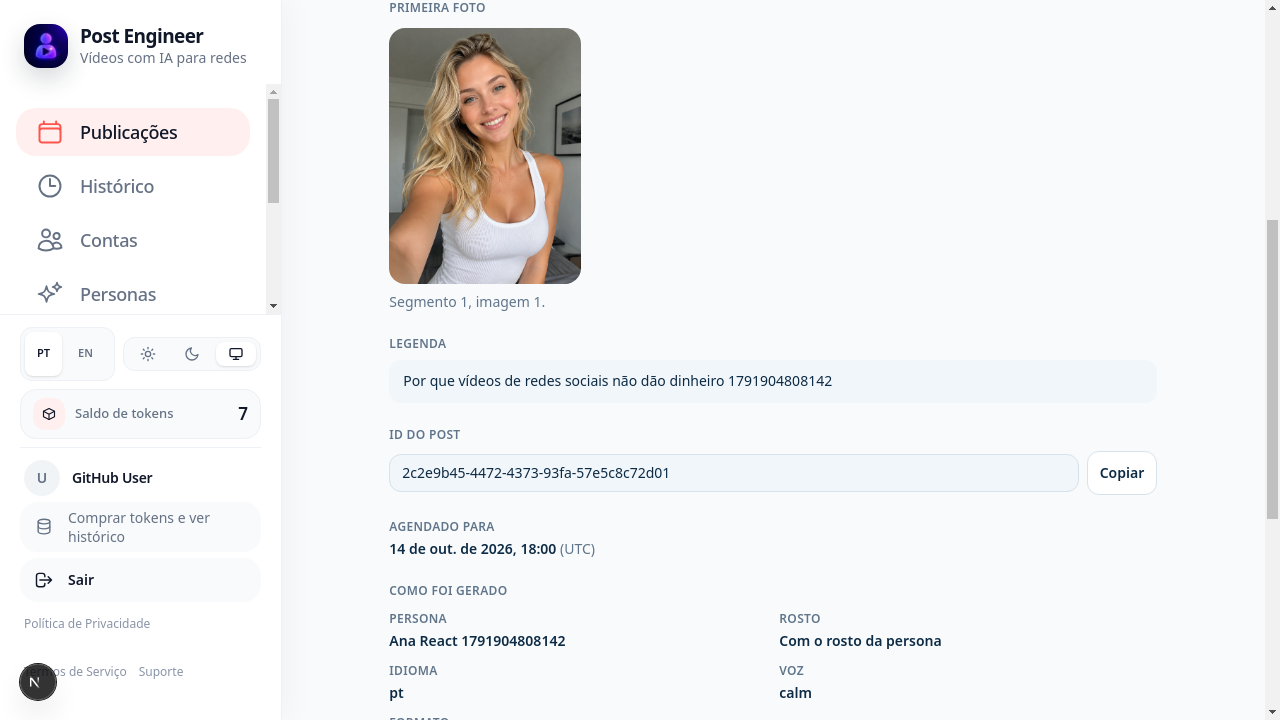 Post Engineer
Vídeos com IA para redes
Publicações
Histórico
Contas
Personas
PT
EN
Saldo de tokens
7
U
GitHub User
Comprar tokens e ver
histórico
Sair
Política de Privacidade
os de Serviço
Suporte
N
PRIMEIRA FOTO
Segmento 1, imagem 1.
LEGENDA
Por que vídeos de redes sociais não dão dinheiro 1791904808142
ID DO POST
2c2e9b45-4472-4373-93fa-57e5c8c72d01
Copiar
AGENDADO PARA
14 de out. de 2026, 18:00 (UTC)
COMO FOI GERADO
PERSONA
Ana React 1791904808142
ROSTO
Com o rosto da persona
IDIOMA
pt
VOZ
calm
FORMATO